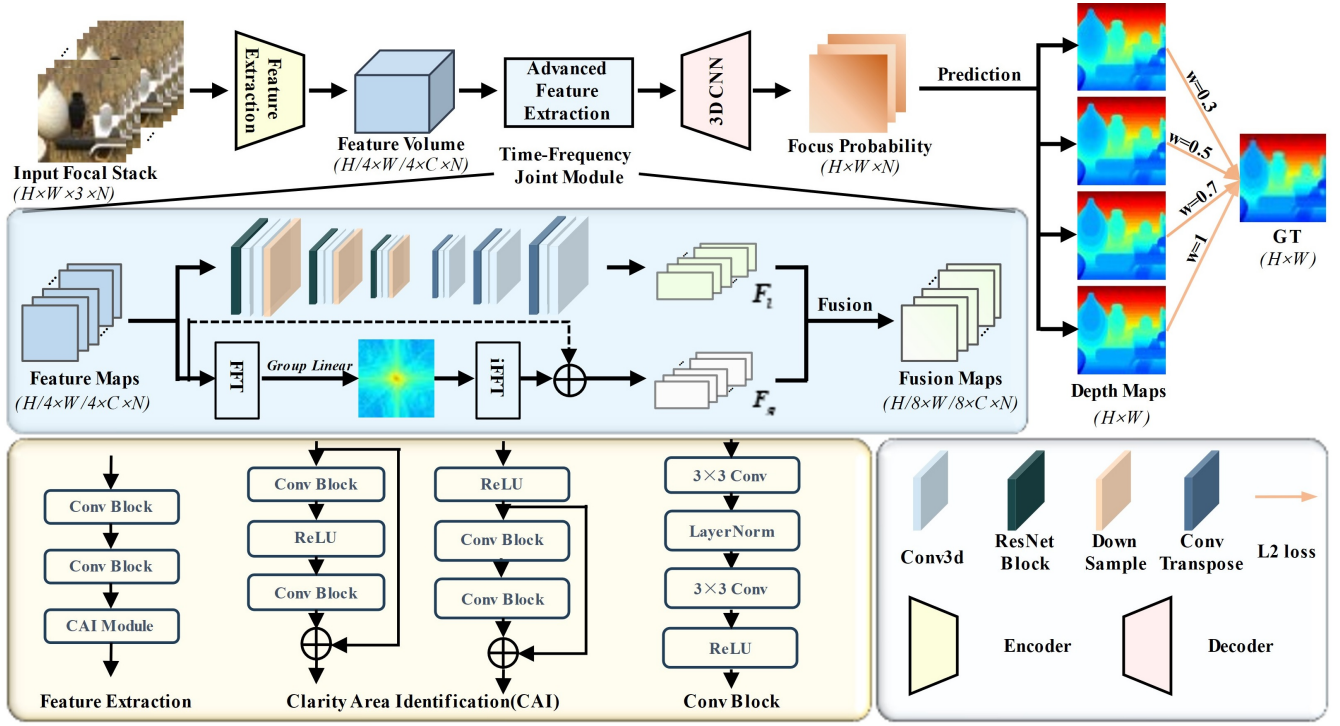 Input Focal Stack
(H×W×3×N)
Feature
Extraction
Feature Volume
(H/4×W/4×C×N)
Advanced
Feature
Extraction
Time-Frequency
Joint Module
3D CNN
Focus Probability
(H×W×N)
Prediction
w=0.3
w=0.5
w=0.7
w=1
GT
(H×W)
Depth Maps
(H×W)
Feature Maps
(H/4×W/4×C×N)
FFT
Group Linear
iFFT
Fusion
Fusion Maps
(H/8×W/8×C×N)
Conv Block
Conv Block
CAI Module
Feature Extraction
Conv Block
ReLU
Conv Block
ReLU
Conv Block
Conv Block
Clarity Area Identification(CAI)
3×3 Conv
LayerNorm
3×3 Conv
ReLU
Conv Block
Conv3d
ResNet
Block
Down
Sample
Conv
Transpose
L2 loss
Encoder
Decoder